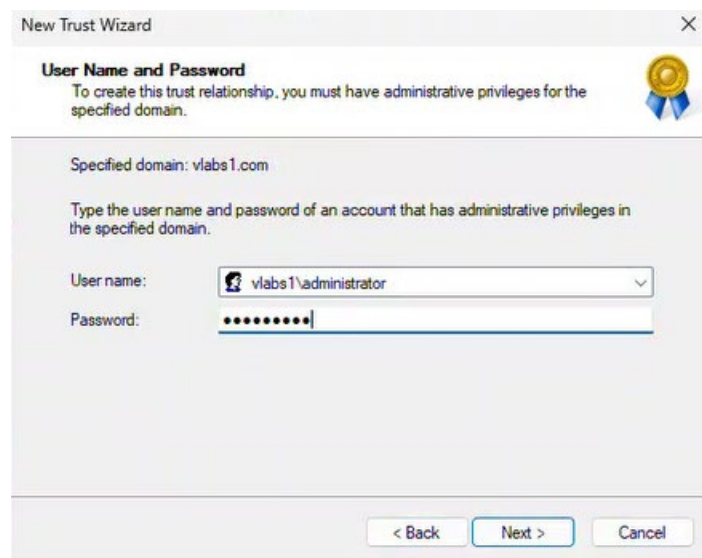 New Trust Wizard
User Name and Password
To create this trust relationship, you must have administrative privileges for the
specified domain.
Specified domain: vlabs1.com
Type the user name and password of an account that has administrative privileges in
the specified domain.
User name:
vlabs1\administrator
Password:
•••••••••
< Back
Next >
Cancel